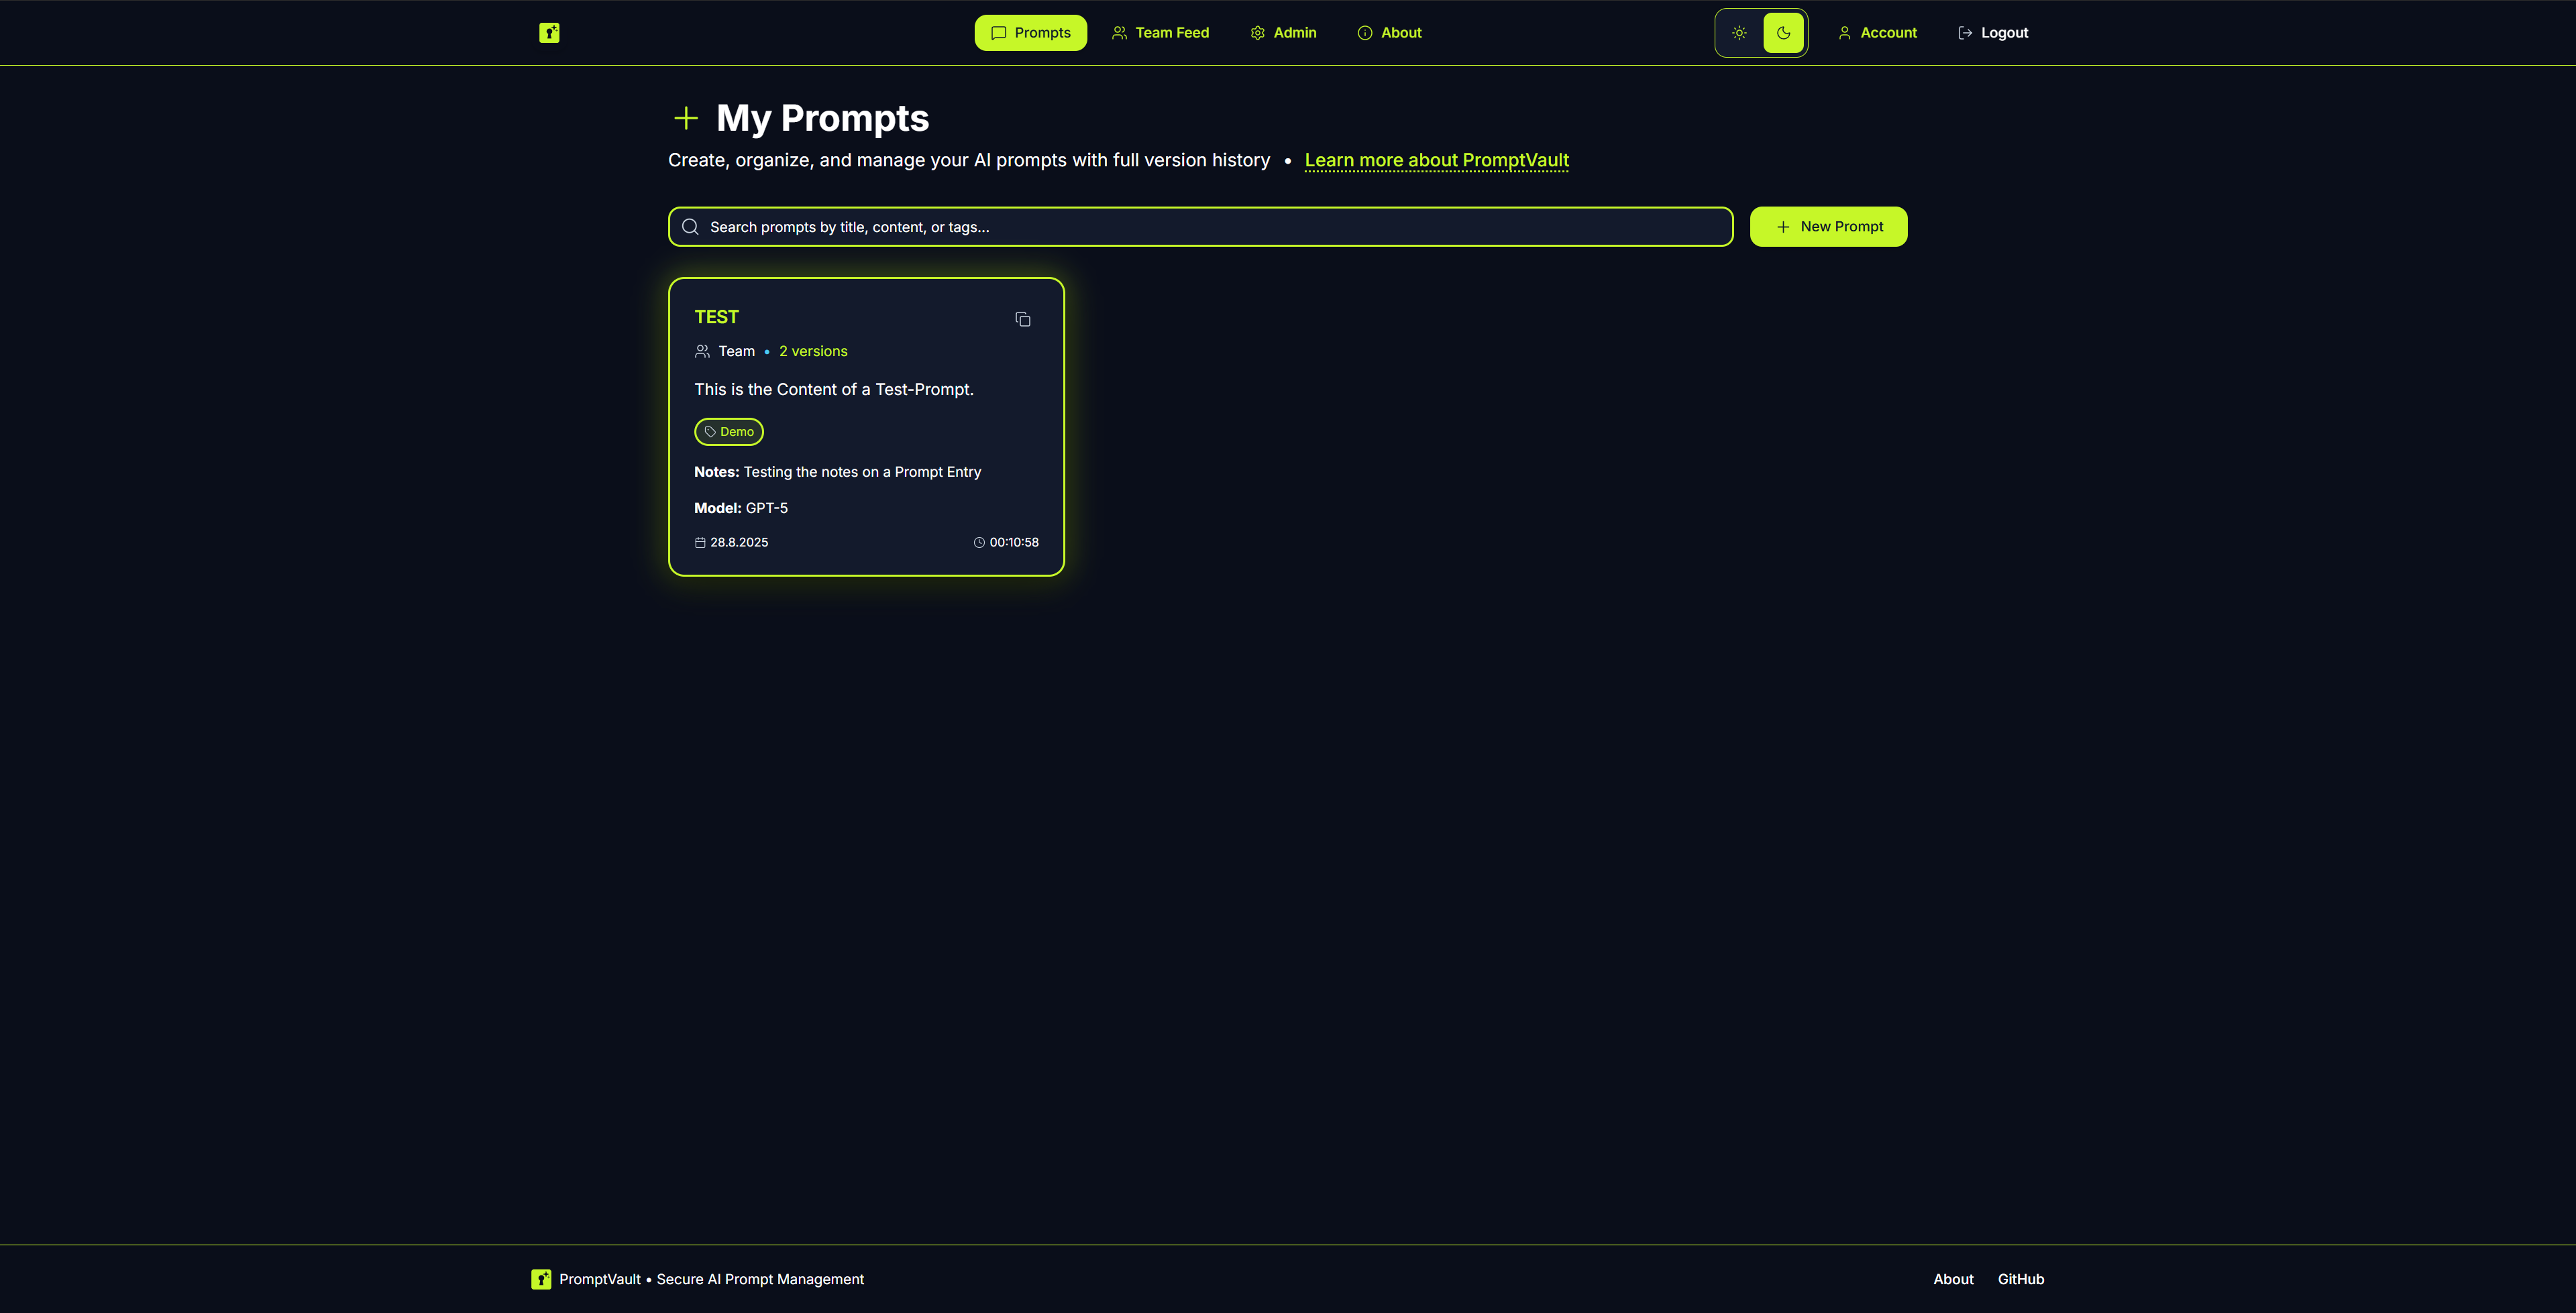 Prompts Team Feed Admin About Account Logout
My Prompts
Create, organize, and manage your AI prompts with full version history • Learn more about PromptVault
Search prompts by title, content, or tags... New Prompt
TEST
Team • 2 versions
This is the Content of a Test-Prompt.
Demo
Notes: Testing the notes on a Prompt Entry
Model: GPT-5
28.8.2025 00:10:58
PromptVault • Secure AI Prompt Management About GitHub